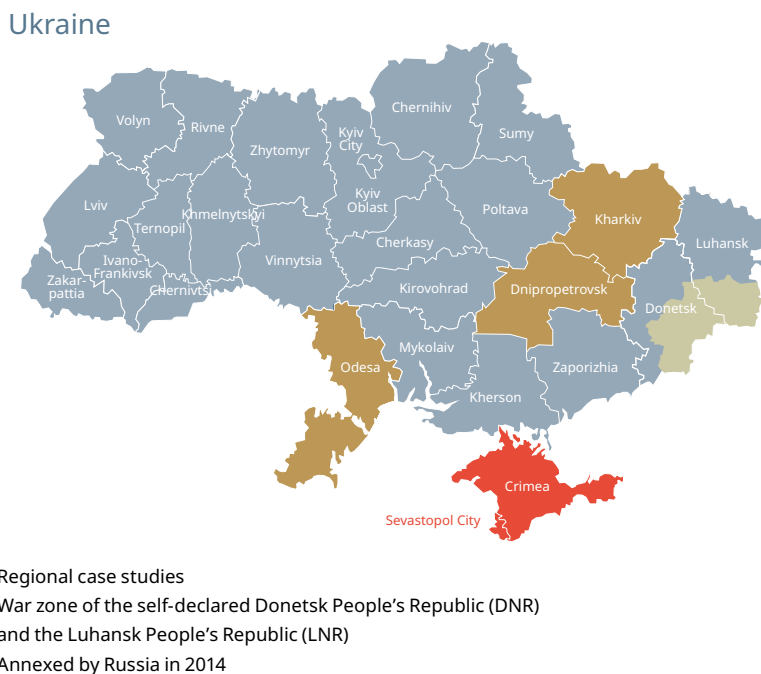 Ukraine
Chernihiv
Volyn
Rivne
Kyiv
City
Sumy
Zhytomyr
Lviv
Kyiv
Oblast
Ternopil
Khmelnytskyi
Poltava
Kharkiv
Cherkasy
Luhansk
Ivano-
Frankivsk
Vinnytsia
Zakar-
pattia
Chernivtsi
Kirovohrad
Dnipropetrovsk
Donetsk
Mykolaiv
Odesa
Zaporizhia
Kherson
Crimea
Sevastopol City
Regional case studies
War zone of the self-declared Donetsk People’s Republic (DNR)
and the Luhansk People’s Republic (LNR)
Annexed by Russia in 2014